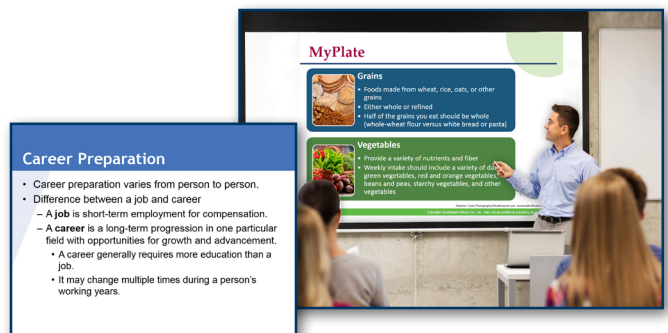 MyPlate
Grains
• Foods made from wheat, rice, oats, or other
grains
• Either whole or refined
• Half of the grains you eat should be whole
(whole-wheat flour versus white bread or pasta)
Vegetables
• Provide a variety of nutrients and fiber
• Weekly intake should include a variety of
green vegetables, red and orange vegetables,
beans and peas, starchy vegetables, and other
vegetables
Career Preparation
• Career preparation varies from person to person.
• Difference between a job and career
– A job is short-term employment for compensation.
– A career is a long-term progression in one particular
field with opportunities for growth and advancement.
• A career generally requires more education than a
job.
• It may change multiple times during a person's
working years.